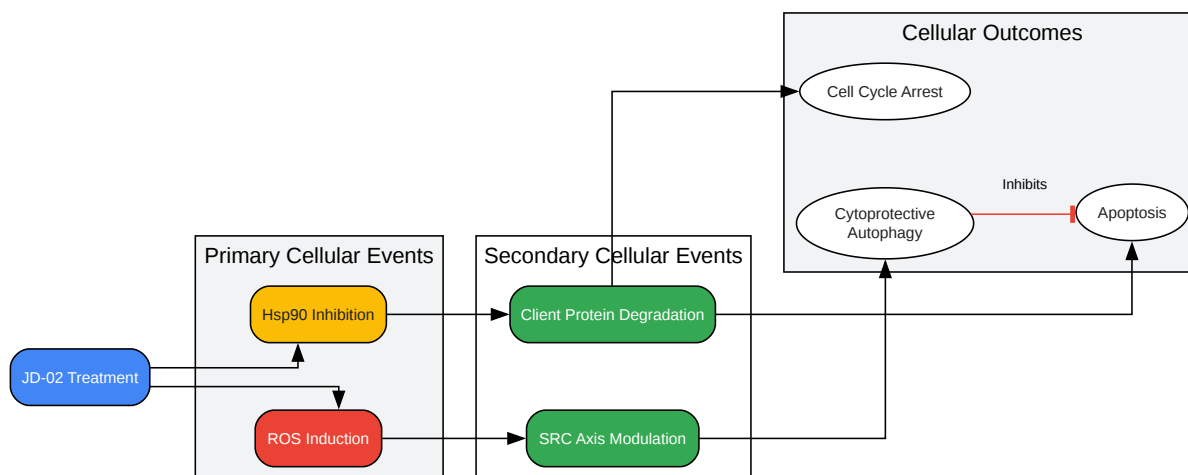 Cellular Outcomes
Cell Cycle Arrest
Inhibits
Cytoprotective
Autophagy
Apoptosis
Primary Cellular Events
Secondary Cellular Events
Hsp90 Inhibition
Client Protein Degradation
JD-02 Treatment
ROS Induction
SRC Axis Modulation